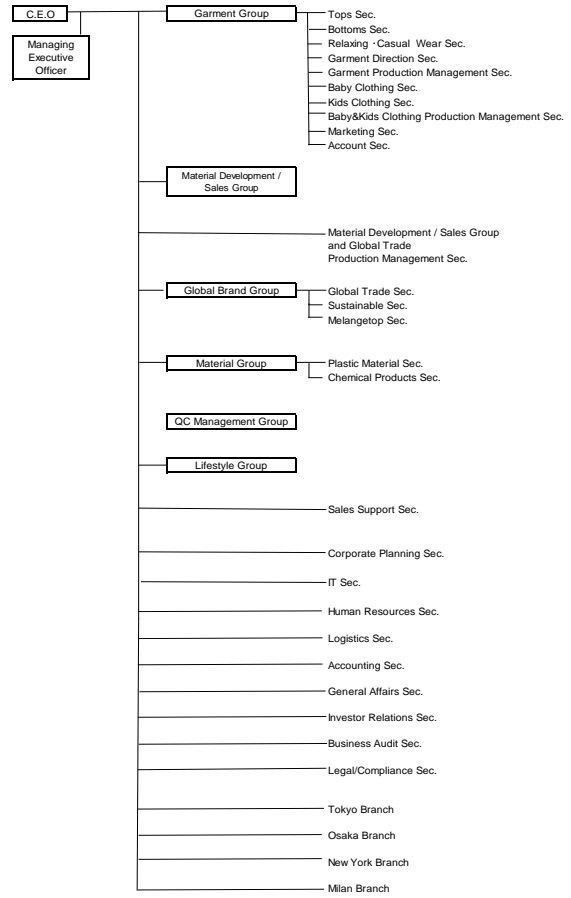 C.E.O
Managing
Executive
Officer
Garment Group
Tops Sec.
Bottoms Sec.
Relaxing ・Casual Wear Sec.
Garment Direction Sec.
Garment Production Management Sec.
Baby Clothing Sec.
Kids Clothing Sec.
Baby&Kids Clothing Production Management Sec.
Marketing Sec.
Account Sec.
Material Development /
Sales Group
Material Development / Sales Group
and Global Trade
Production Management Sec.
Global Brand Group
Global Trade Sec.
Sustainable Sec.
Melangetop Sec.
Material Group
Plastic Material Sec.
Chemical Products Sec.
QC Management Group
Lifestyle Group
Sales Support Sec.
Corporate Planning Sec.
IT Sec.
Human Resources Sec.
Logistics Sec.
Accounting Sec.
General Affairs Sec.
Investor Relations Sec.
Business Audit Sec.
Legal/Compliance Sec.
Tokyo Branch
Osaka Branch
New York Branch
Milan Branch